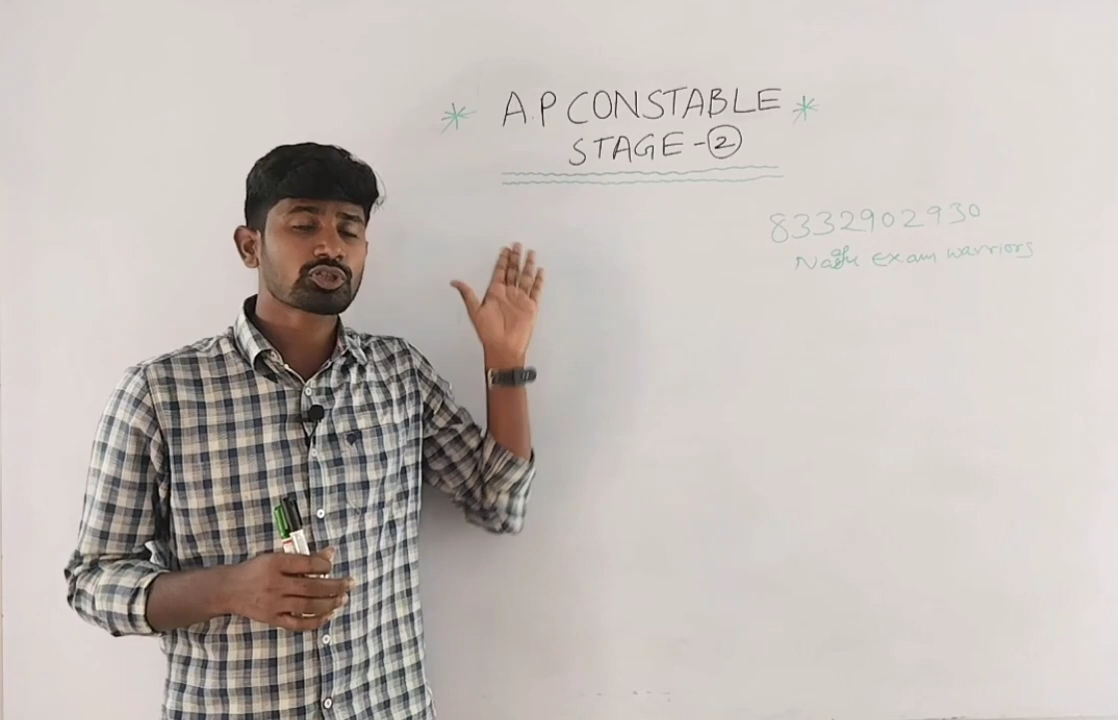 * A.P CONSTABLE *
STAGE - ②
8332902930
Exam warriors